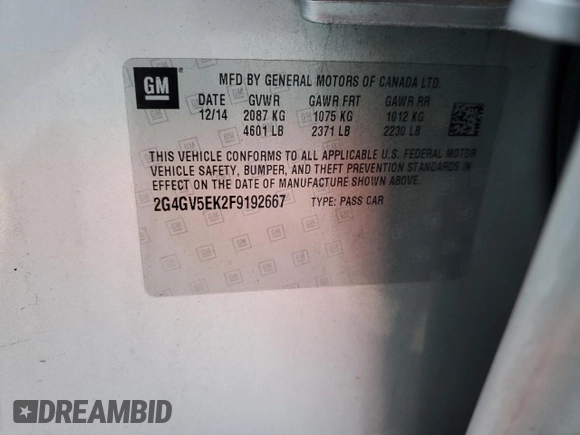 GM ® MFD BY GENERAL MOTORS OF CANADA LTD.
DATE GVWR GAWR FRT GAWR RR
12/14 2087 KG 1075 KG 1012 KG
4601 LB 2371 LB 2230 LB
THIS VEHICLE CONFORMS TO ALL APPLICABLE U.S. FEDERAL MOTOR
VEHICLE SAFETY, BUMPER, AND THEFT PREVENTION STANDARDS IN
EFFECT ON THE DATE OF MANUFACTURE SHOWN ABOVE.
2G4GV5EK2F9192667 TYPE: PASS CAR
DREAMBID